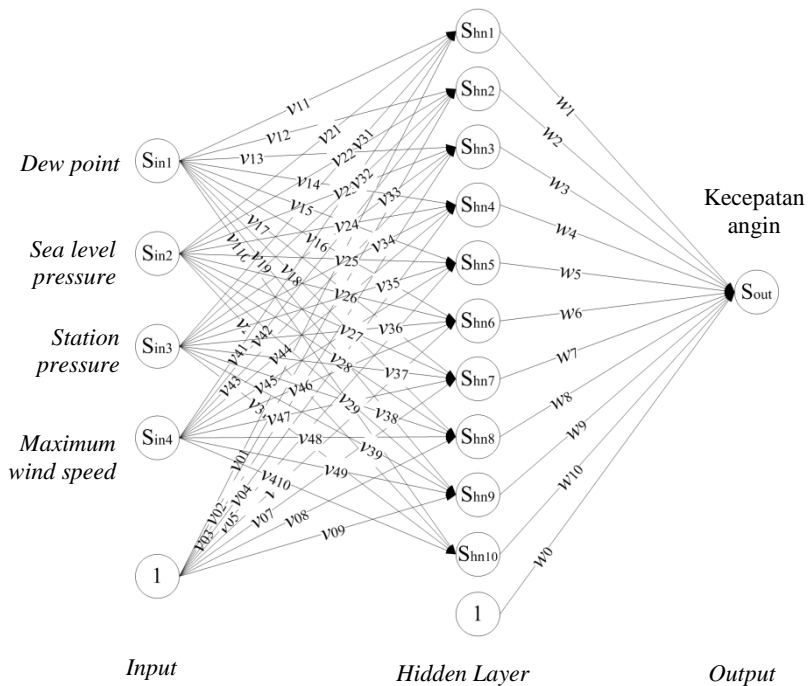 Shn1
Shn2
Shn3
Shn4
Shn5
Shn6
Shn7
Shn8
Shn9
Shn10
1
Sin1
Sin2
Sin3
Sin4
1
Dew point
Sea level
pressure
Station
pressure
Maximum
wind speed
Kecepatan
angin
Sout
v11
v12
v13
v14
v15
v16
v17
v18
v19
v110
v21
v22
v23
v24
v25
v26
v27
v28
v29
v31
v32
v33
v34
v35
v36
v37
v38
v39
v41
v42
v43
v44
v45
v46
v47
v48
v49
v410
v01
v02
v03
v04
v05
v07
v08
v09
w1
w2
w3
w4
w5
w6
w7
w8
w9
w10
w0
Input
Hidden Layer
Output